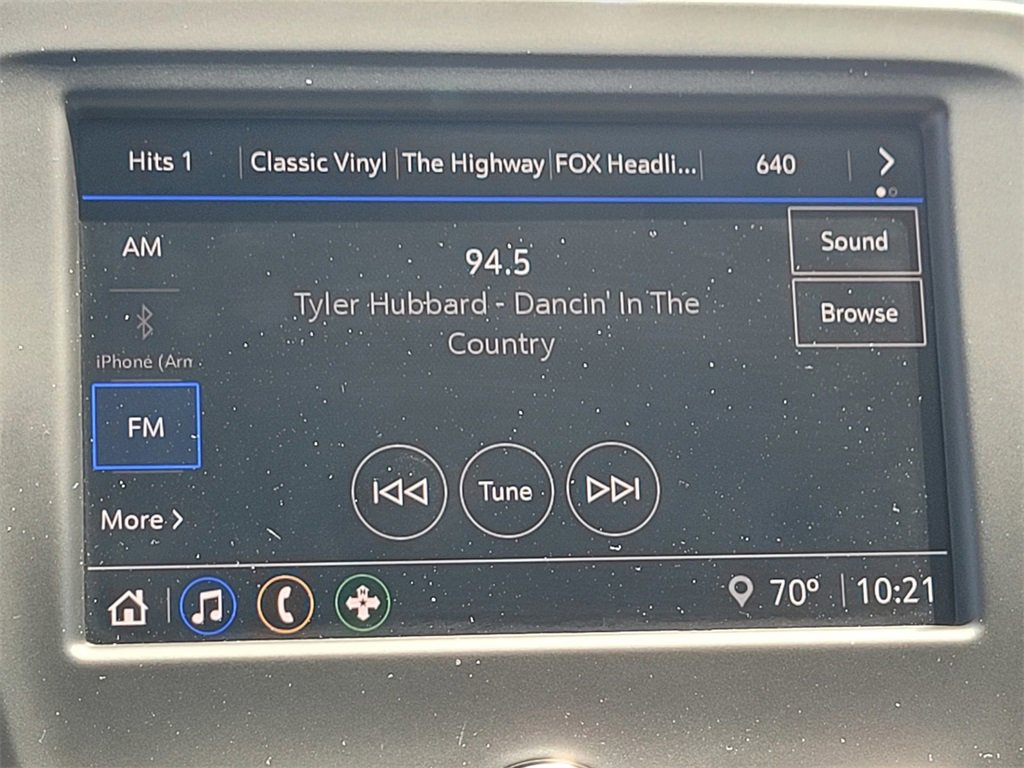 Hits 1 Classic Vinyl The Highway FOX Headli... 640
AM
Sound
94.5
Tyler Hubbard - Dancin' In The
Country
Browse
iPhone (Arn
FM
Tune
More
N
70° 10:21